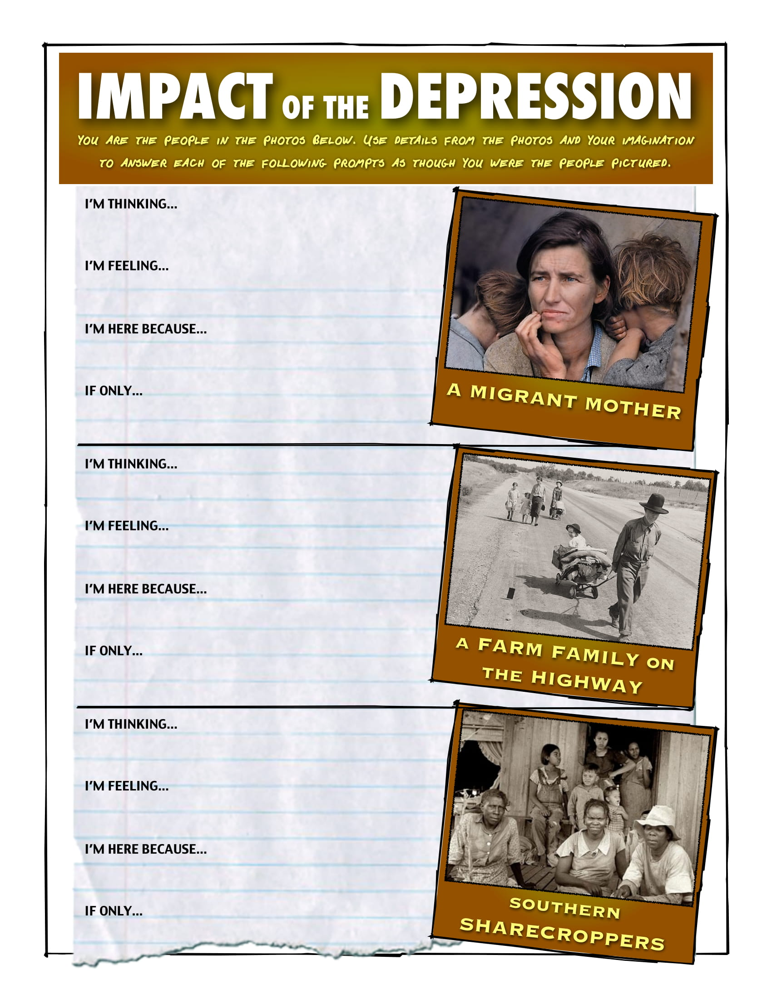 IMPACT OF THE DEPRESSION
YOU ARE THE PEOPLE IN THE PHOTOS BELOW. USE DETAILS FROM THE PHOTOS AND YOUR IMAGINATION
TO ANSWER EACH OF THE FOLLOWING PROMPTS AS THOUGH YOU WERE THE PEOPLE PICTURED.
I'M THINKING...
I'M FEELING...
I'M HERE BECAUSE...
IF ONLY...
A MIGRANT MOTHER
I'M THINKING...
I'M FEELING...
I'M HERE BECAUSE...
IF ONLY...
A FARM FAMILY ON
THE HIGHWAY
I'M THINKING...
I'M FEELING...
I'M HERE BECAUSE...
IF ONLY...
SOUTHERN
SHARECROPPERS